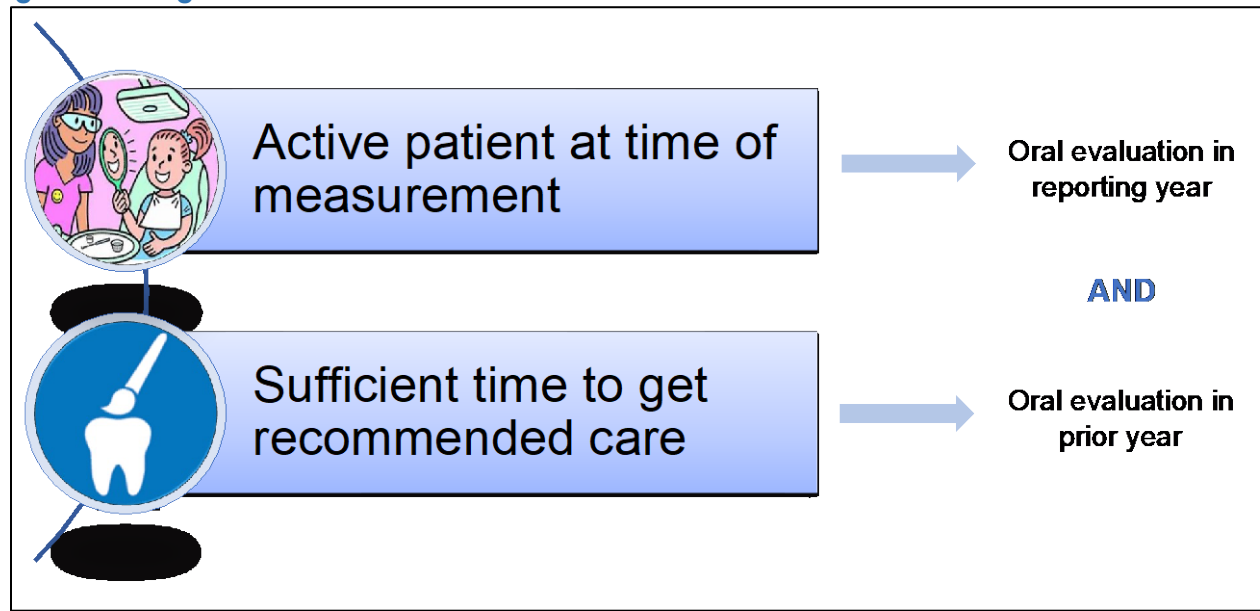 Active patient at time of
measurement
Oral evaluation in
reporting year
AND
Sufficient time to get
recommended care
Oral evaluation in
prior year